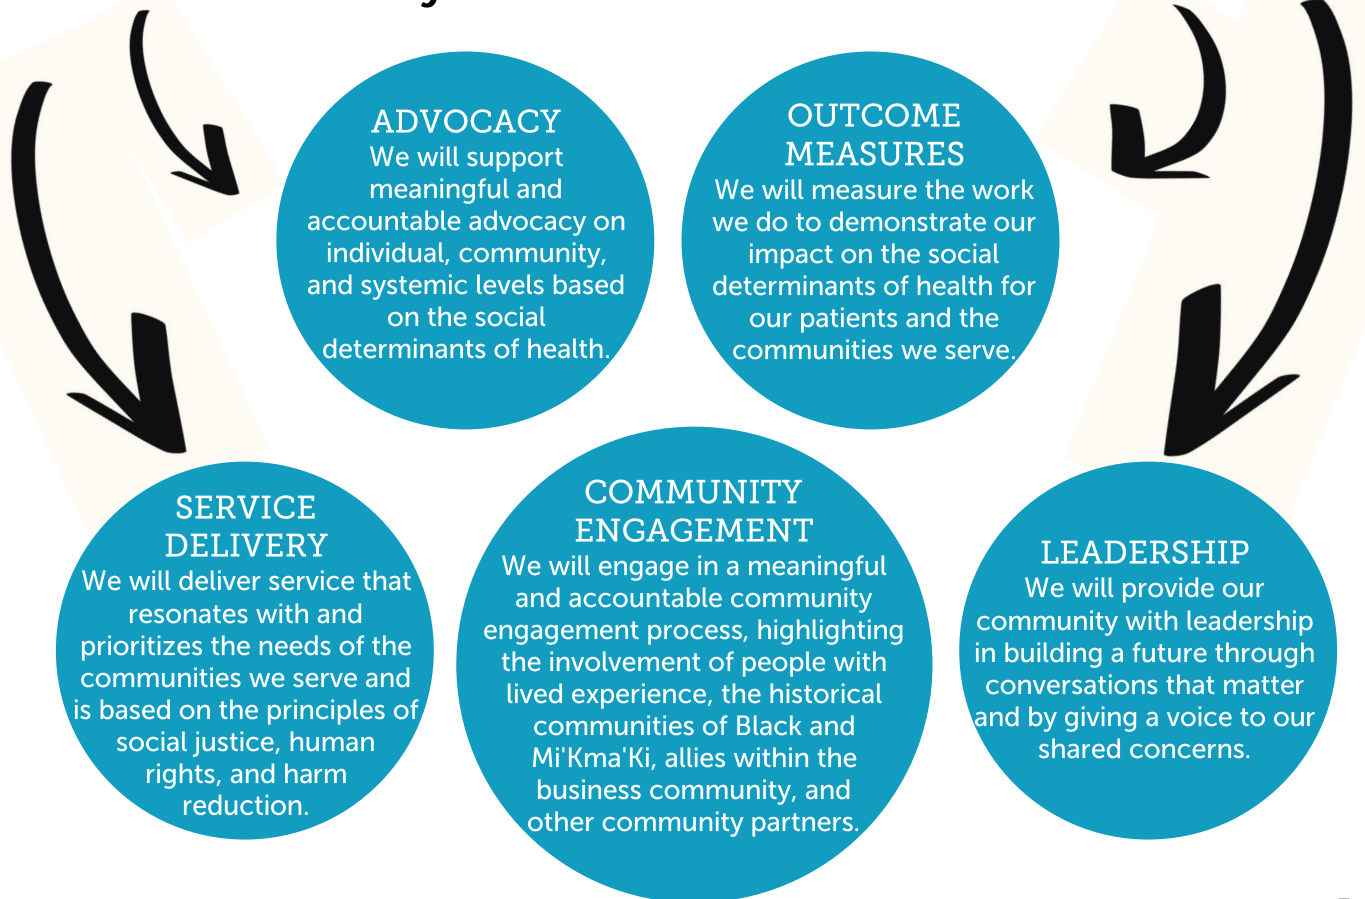 ADVOCACY
We will support
meaningful and
accountable advocacy on
individual, community,
and systemic levels based
on the social
determinants of health.
OUTCOME
MEASURES
We will measure the work
we do to demonstrate our
impact on the social
determinants of health for
our patients and the
communities we serve.
SERVICE
DELIVERY
We will deliver service that
resonates with and
prioritizes the needs of the
communities we serve and
is based on the principles of
social justice, human
rights, and harm
reduction.
COMMUNITY
ENGAGEMENT
We will engage in a meaningful
and accountable community
engagement process, highlighting
the involvement of people with
lived experience, the historical
communities of Black and
Mi'Kma'Ki, allies within the
business community, and
other community partners.
LEADERSHIP
We will provide our
community with leadership
in building a future through
conversations that matter
and by giving a voice to our
shared concerns.